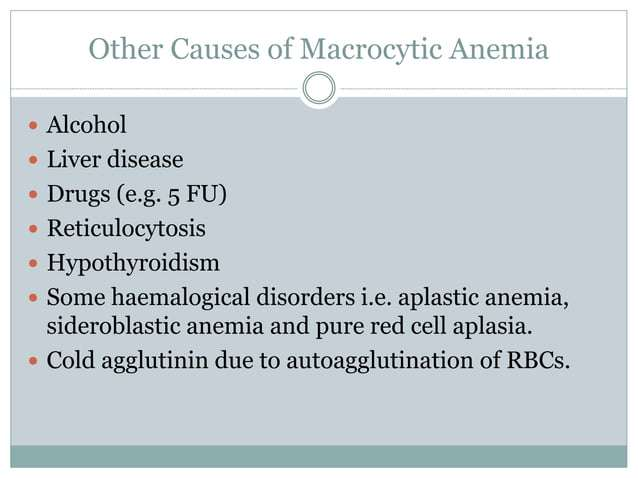 Other Causes of Macrocytic Anemia
• Alcohol
• Liver disease
• Drugs (e.g. 5 FU)
• Reticulocytosis
• Hypothyroidism
• Some haemalogical disorders i.e. aplastic anemia,
sideroblastic anemia and pure red cell aplasia.
• Cold agglutinin due to autoagglutination of RBCs.